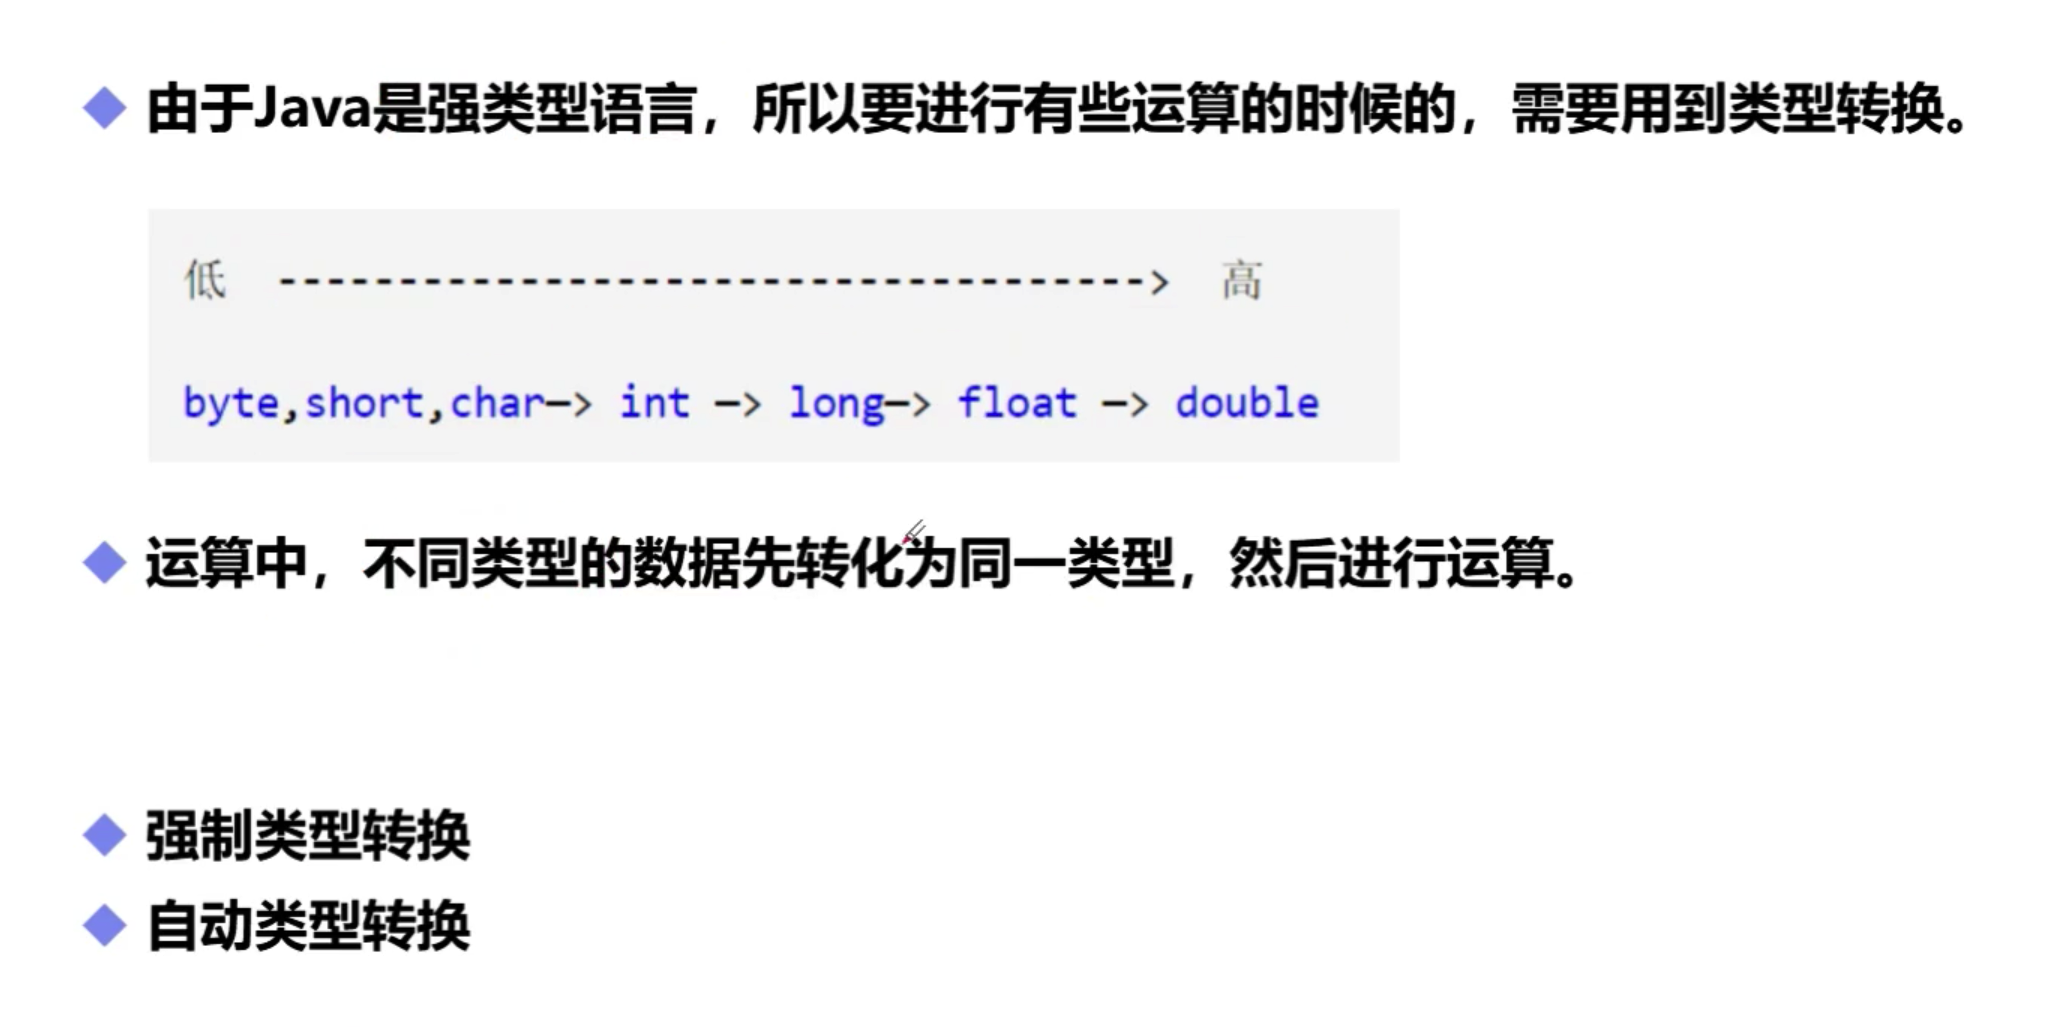 由于Java是强类型语言，所以要进行有些运算的时候的，需要用到类型转换。
低 ------------------------------------> 高
byte,short,char—> int —> long—> float —> double
运算中，不同类型的数据先转化为同一类型，然后进行运算。
强制类型转换
自动类型转换